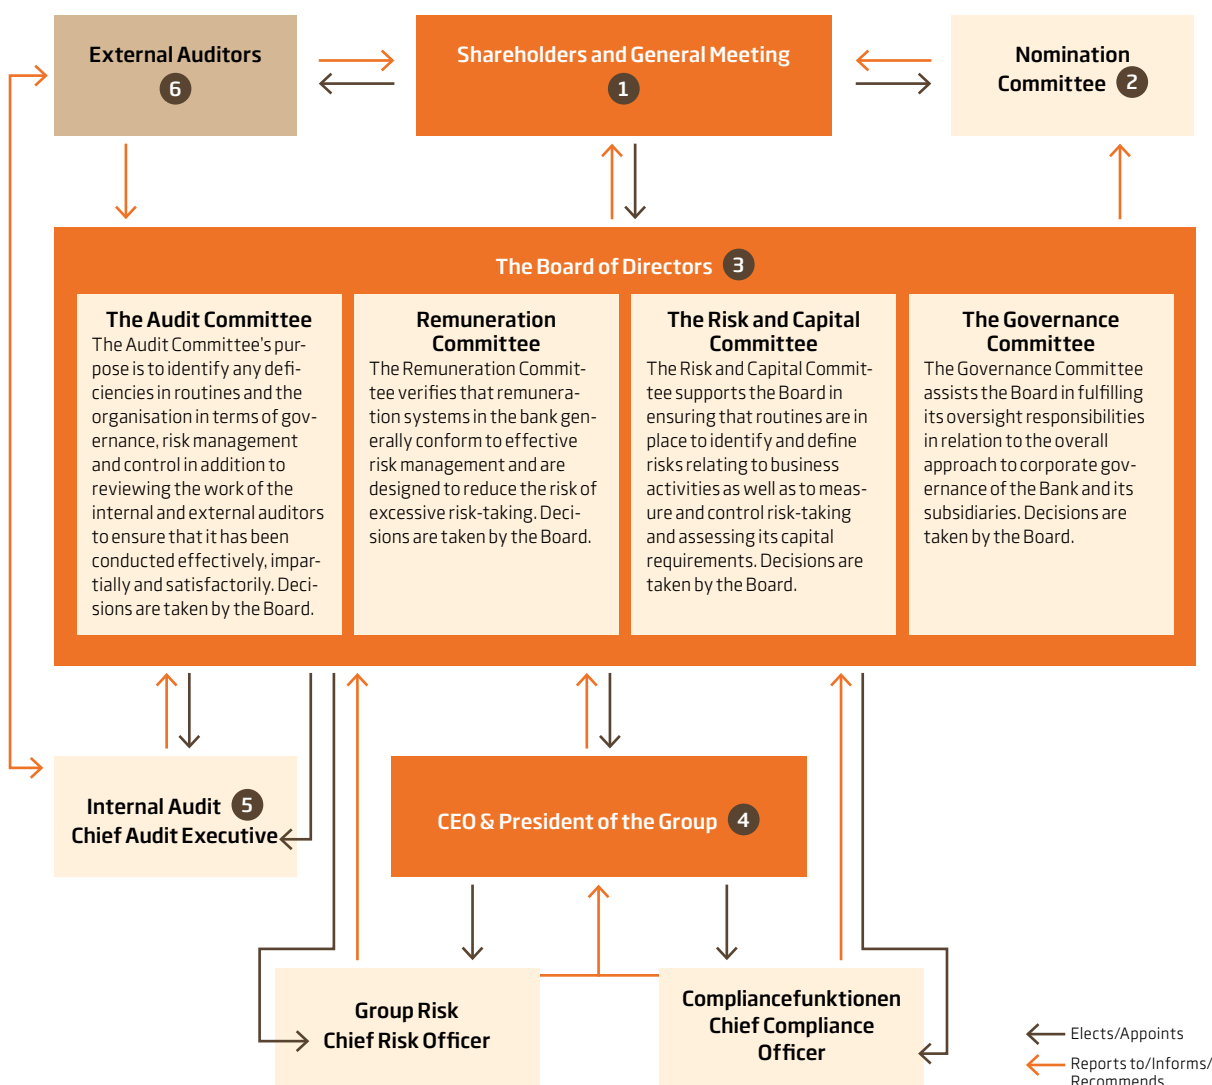 External Auditors
6
Shareholders and General Meeting
1
Nomination
Committee 2
The Board of Directors 3
The Audit Committee
The Audit Committee's pur-
pose is to identify any defi-
ciencies in routines and the
organisation in terms of gov-
ernance, risk management
and control in addition to
reviewing the work of the
internal and external auditors
to ensure that it has been
conducted effectively, impar-
tially and satisfactorily. Deci-
sions are taken by the Board.
Remuneration
Committee
The Remuneration Commit-
tee verifies that remunera-
tion systems in the bank gen-
erally conform to effective
risk management and are
designed to reduce the risk of
excessive risk-taking. Deci-
sions are taken by the Board.
The Risk and Capital
Committee
The Risk and Capital Commit-
tee supports the Board in
ensuring that routines are in
place to identify and define
risks relating to business
activities as well as to meas-
ure and control risk-taking
and assessing its capital
requirements. Decisions are
taken by the Board.
The Governance
Committee
The Governance Committee
assists the Board in fulfilling
its oversight responsibilities
in relation to the overall
approach to corporate gov-
ernance of the Bank and its
subsidiaries. Decisions are
taken by the Board.
Internal Audit 5
Chief Audit Executive
CEO & President of the Group 4
Group Risk
Chief Risk Officer
Compliancefunktionen
Chief Compliance
Officer
Elects/Appoints
Reports to/Informs/
Recommends